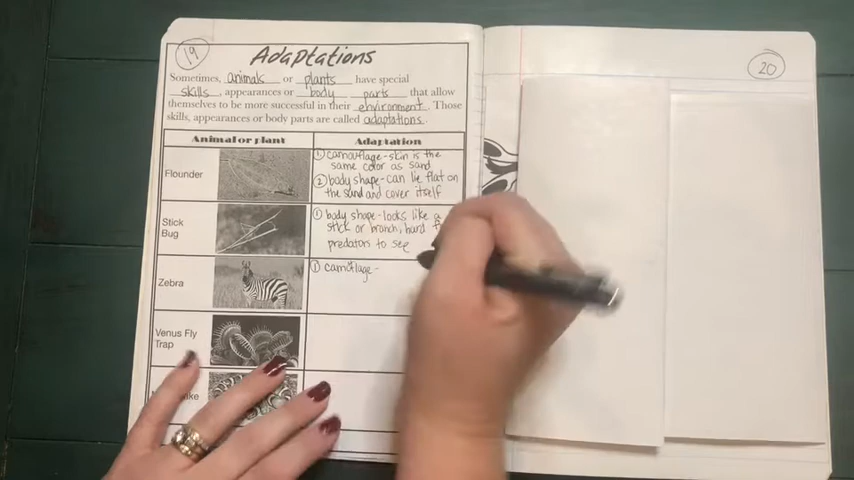 19
Adaptations
20
Sometimes, animals or plants have special
skills, appearances or body parts that allow
themselves to be more successful in their environment. Those
skills, appearances or body parts are called adaptations.
Animal or plant
Adaptation
Flounder
① camouflage - skin is the
same color as sand
② body shape - can lie flat on
the sand and cover itself
Stick
Bug
① body shape - looks like a
stick or branch, hard
predators to see
Zebra
① camouflage -
Venus Fly
Trap